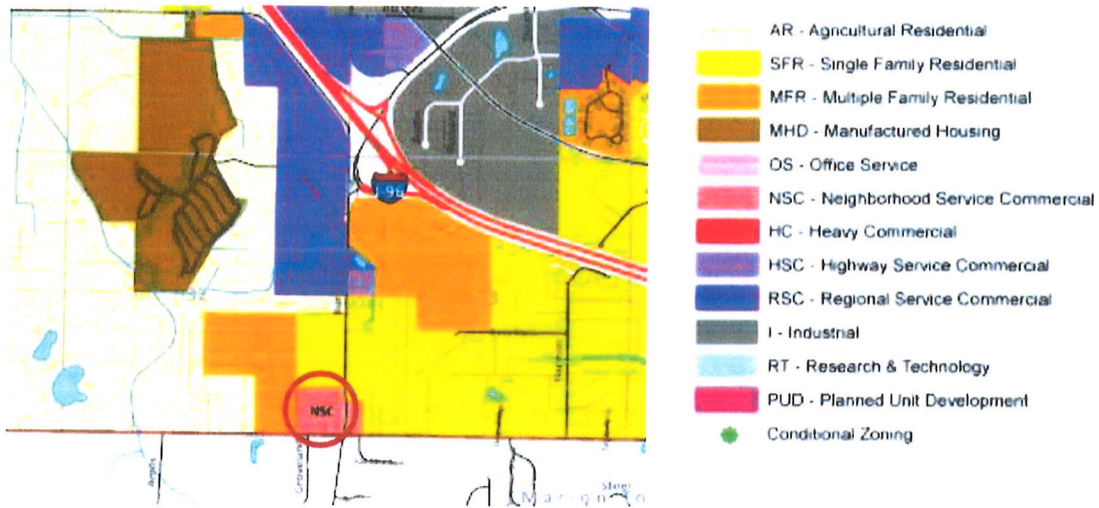 I-96
NSC
AR - Agricultural Residential
SFR - Single Family Residential
MFR - Multiple Family Residential
MHD - Manufactured Housing
OS - Office Service
NSC - Neighborhood Service Commercial
HC - Heavy Commercial
HSC - Highway Service Commercial
RSC - Regional Service Commercial
I - Industrial
RT - Research & Technology
PUD - Planned Unit Development
Conditional Zoning